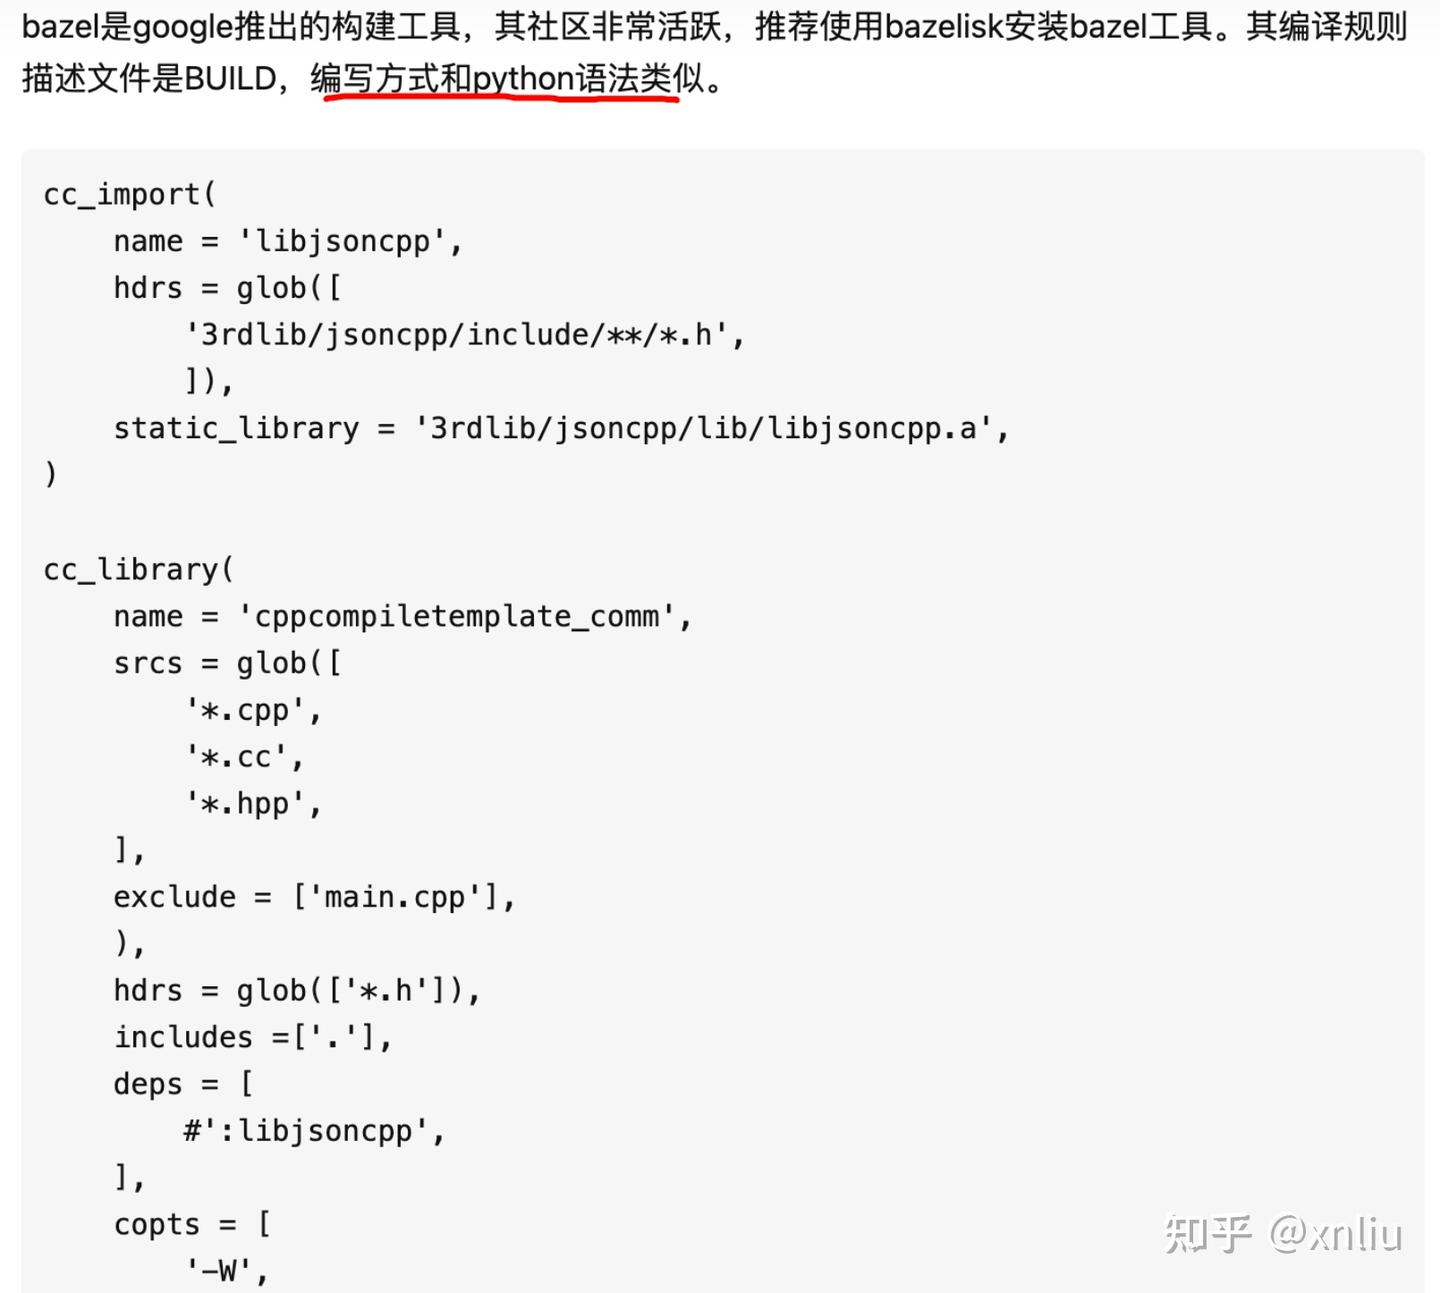 bazel是google推出的构建工具，其社区非常活跃，推荐使用bazelisk安装bazel工具。其编译规则
描述文件是BUILD，编写方式和python语法类似。
cc_import(
    name = 'libjsoncpp',
    hdrs = glob([
        '3rdlib/jsoncpp/include/**/*.h',
        ]),
    static_library = '3rdlib/jsoncpp/lib/libjsoncpp.a',
)
cc_library(
    name = 'cppcompiletemplate_comm',
    srcs = glob([
        '*.cpp',
        '*.cc',
        '*.hpp',
    ],
    exclude = ['main.cpp'],
    ),
    hdrs = glob(['*.h']),
    includes =['.'],
    deps = [
        #':libjsoncpp',
    ],
    copts = [
        '-W',
知乎 @xnliu